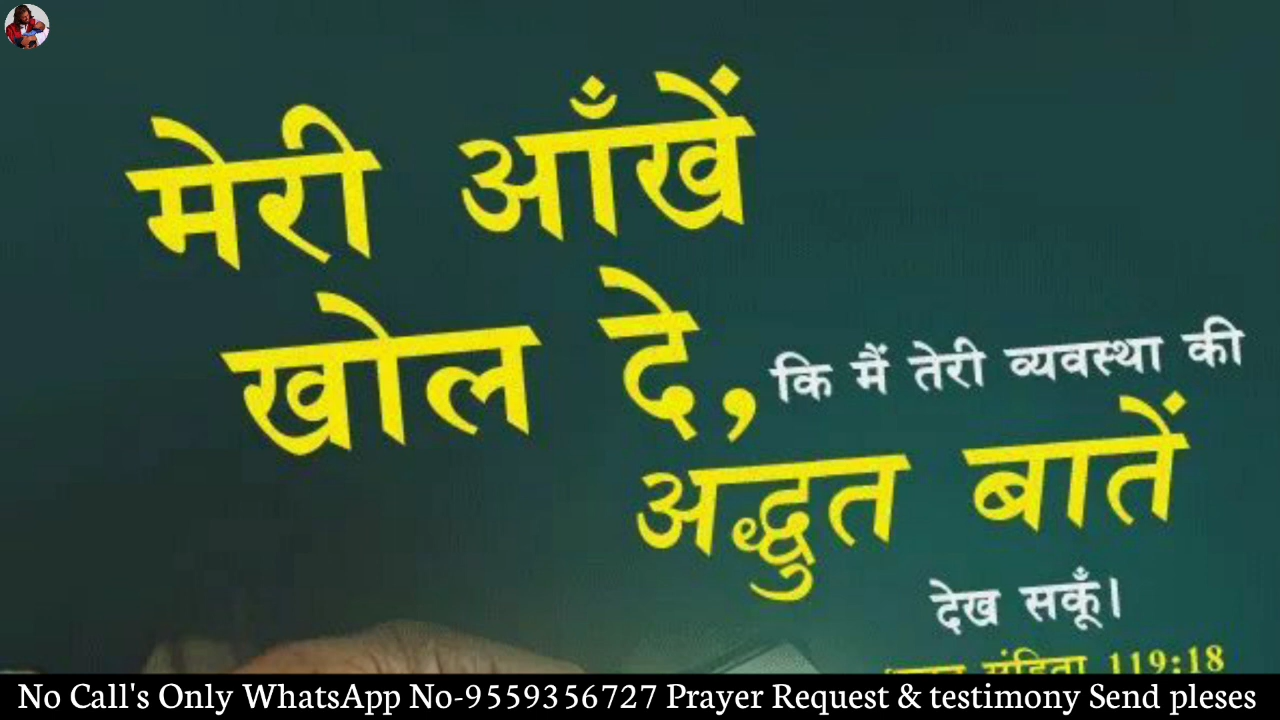 मेरी आँखें
खोल दे,
कि मैं तेरी व्यवस्था की
अद्भुत बातें
देख सकूँ।
संहिता 119:18
No Call's Only WhatsApp No-9559356727 Prayer Request & testimony Send pleses